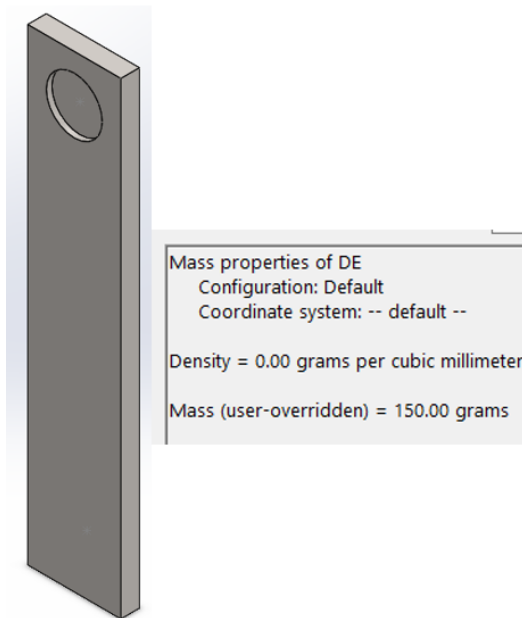 Mass properties of DE
Configuration: Default
Coordinate system: -- default --
Density = 0.00 grams per cubic millimeter
Mass (user-overridden) = 150.00 grams